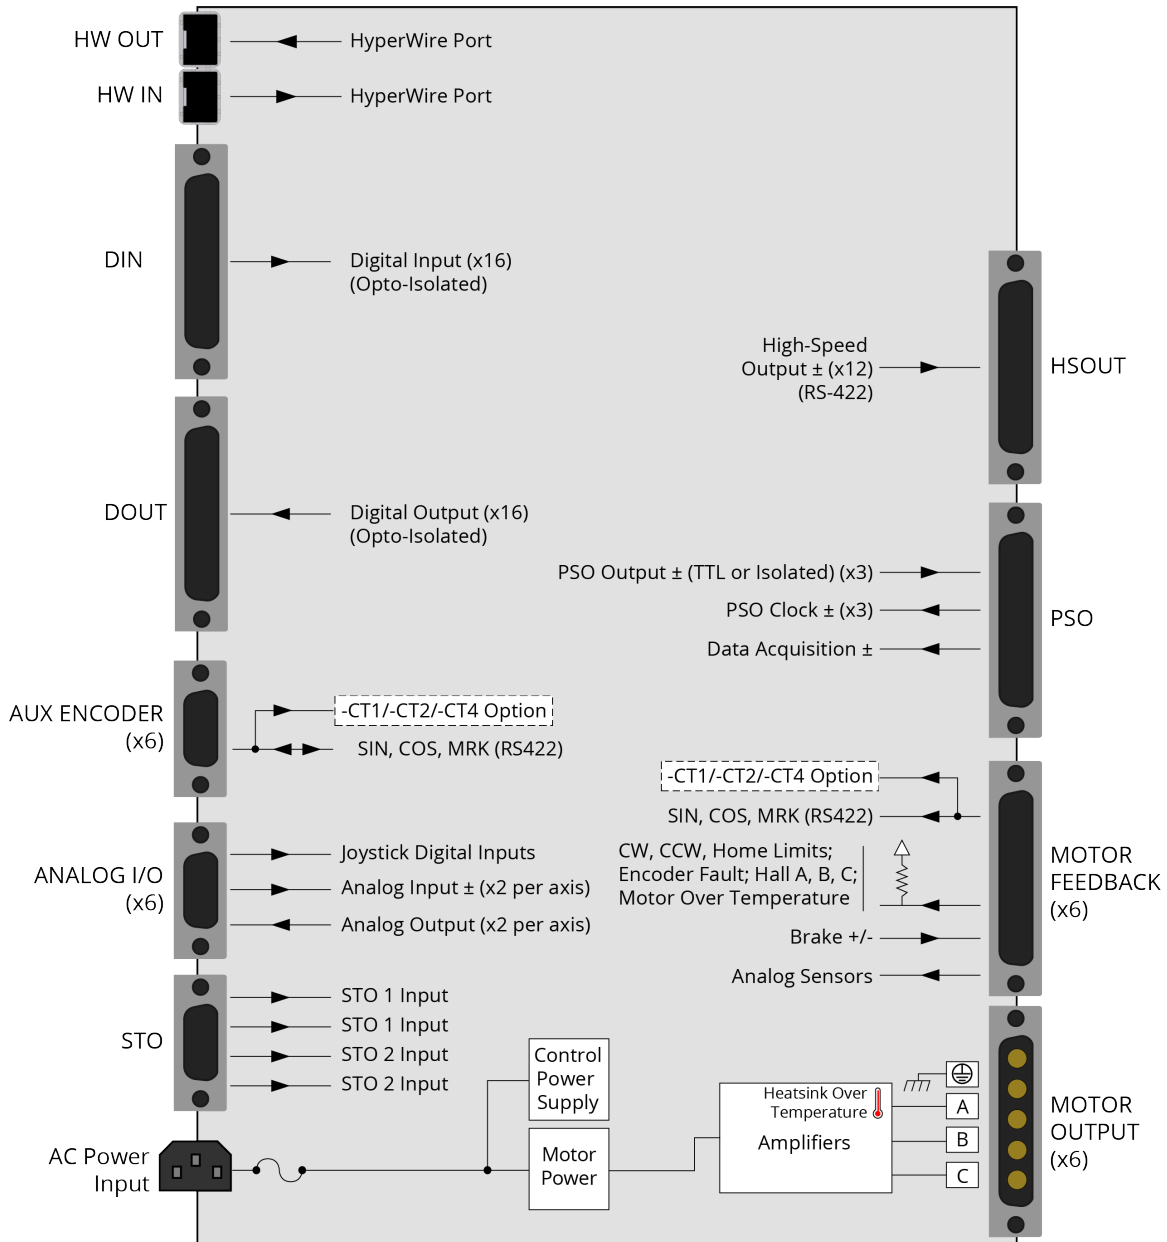 HW OUT
HyperWire Port
HW IN
HyperWire Port
DIN
Digital Input (x16)
(Opto-Isolated)
High-Speed
Output ± (x12)
(RS-422)
HSOUT
DOUT
Digital Output (x16)
(Opto-Isolated)
PSO Output ± (TTL or Isolated) (x3)
PSO Clock ± (x3)
Data Acquisition ±
PSO
AUX ENCODER
(x6)
-CT1/-CT2/-CT4 Option
SIN, COS, MRK (RS422)
-CT1/-CT2/-CT4 Option
SIN, COS, MRK (RS422)
CW, CCW, Home Limits;
Encoder Fault; Hall A, B, C;
Motor Over Temperature
Brake +/-
Analog Sensors
MOTOR
FEEDBACK
(x6)
ANALOG I/O
(x6)
Joystick Digital Inputs
Analog Input ± (x2 per axis)
Analog Output (x2 per axis)
STO
STO 1 Input
STO 1 Input
STO 2 Input
STO 2 Input
Control
Power
Supply
Heatsink Over
Temperature
Amplifiers
A
B
C
MOTOR
OUTPUT
(x6)
AC Power
Input
Motor
Power